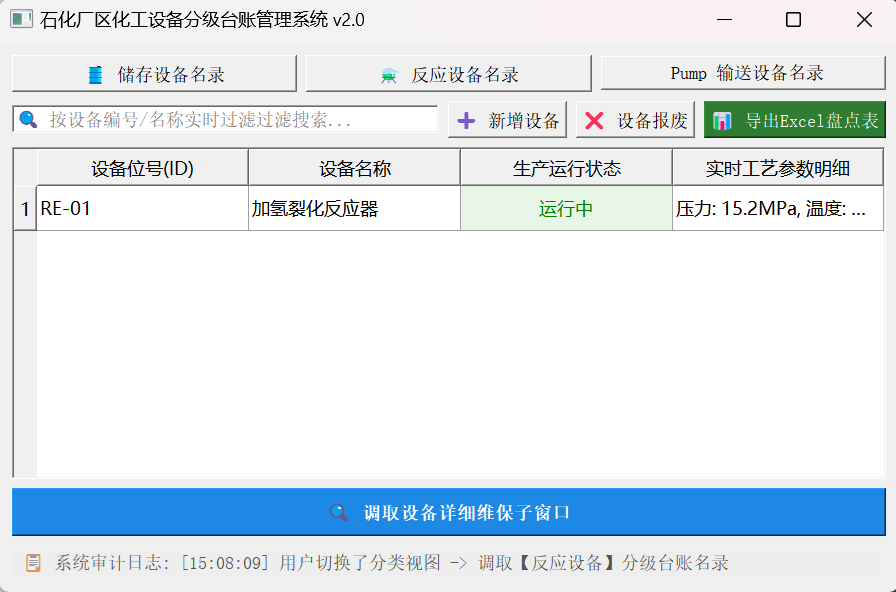 石化厂区化工设备分级台账管理系统 v2.0
储存设备名录
反应设备名录
Pump 输送设备名录
按设备编号/名称实时过滤过滤搜索...
新增设备
设备报废
导出Excel盘点表
设备位号(ID)
设备名称
生产运行状态
实时工艺参数明细
1
RE-01
加氢裂化反应器
运行中
压力: 15.2MPa, 温度: ...
调取设备详细维保子窗口
系统审计日志: [15:08:09] 用户切换了分类视图 -> 调取【反应设备】分级台账名录